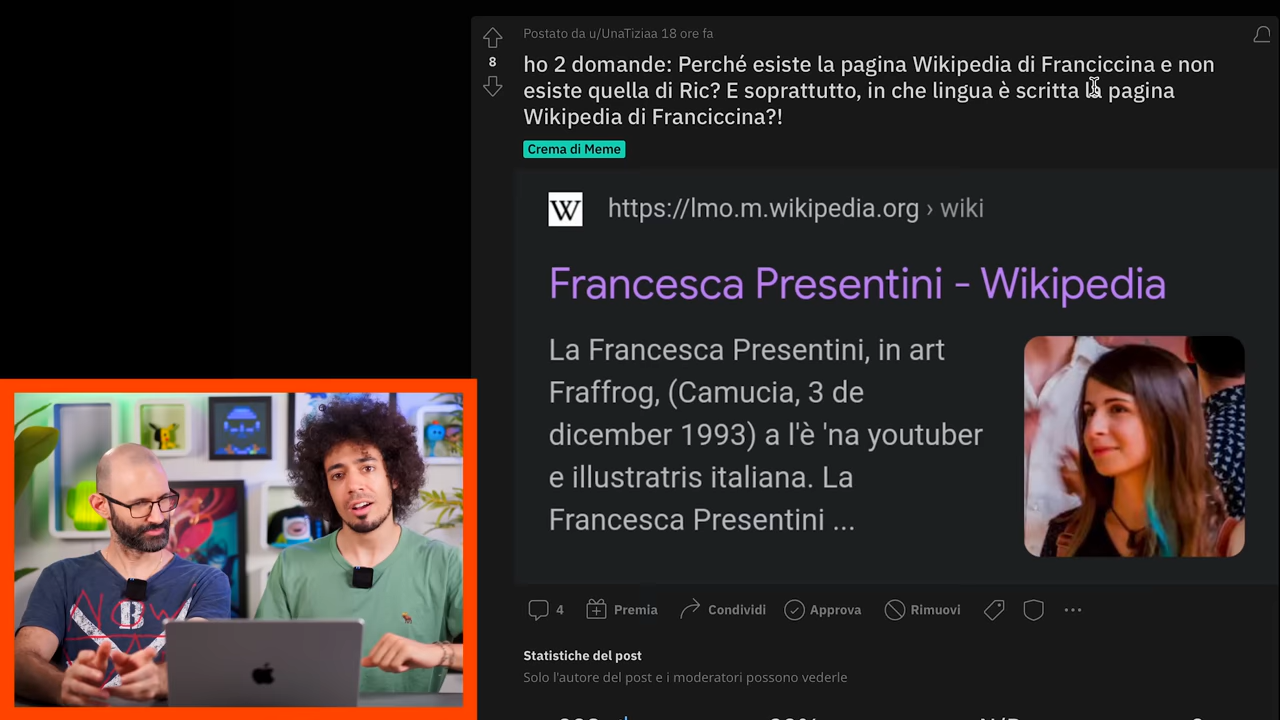 Postato da u/UnaTiziaa 18 ore fa
8
ho 2 domande: Perché esiste la pagina Wikipedia di Franciccina e non
esiste quella di Ric? E soprattutto, in che lingua è scritta la pagina
Wikipedia di Franciccina?!
Crema di Meme
W
https://lmo.m.wikipedia.org › wiki
Francesca Presentini - Wikipedia
La Francesca Presentini, in art
Fraffrog, (Camucia, 3 de
dicember 1993) a l'è 'na youtuber
e illustratris italiana. La
Francesca Presentini ...
4 Premia Condividi Approva Rimuovi
Statistiche del post
Solo l'autore del post e i moderatori possono vederle
NOW